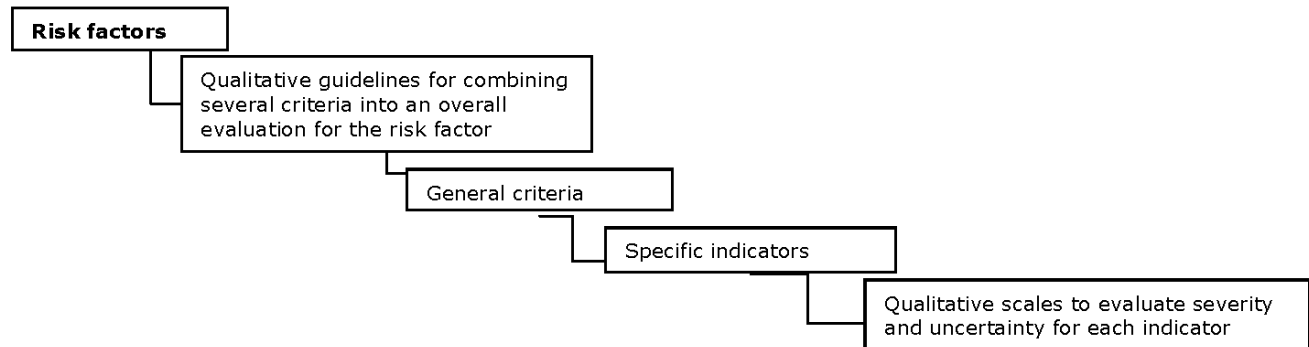 Risk factors
Qualitative guidelines for combining
several criteria into an overall
evaluation for the risk factor
General criteria
Specific indicators
Qualitative scales to evaluate severity
and uncertainty for each indicator